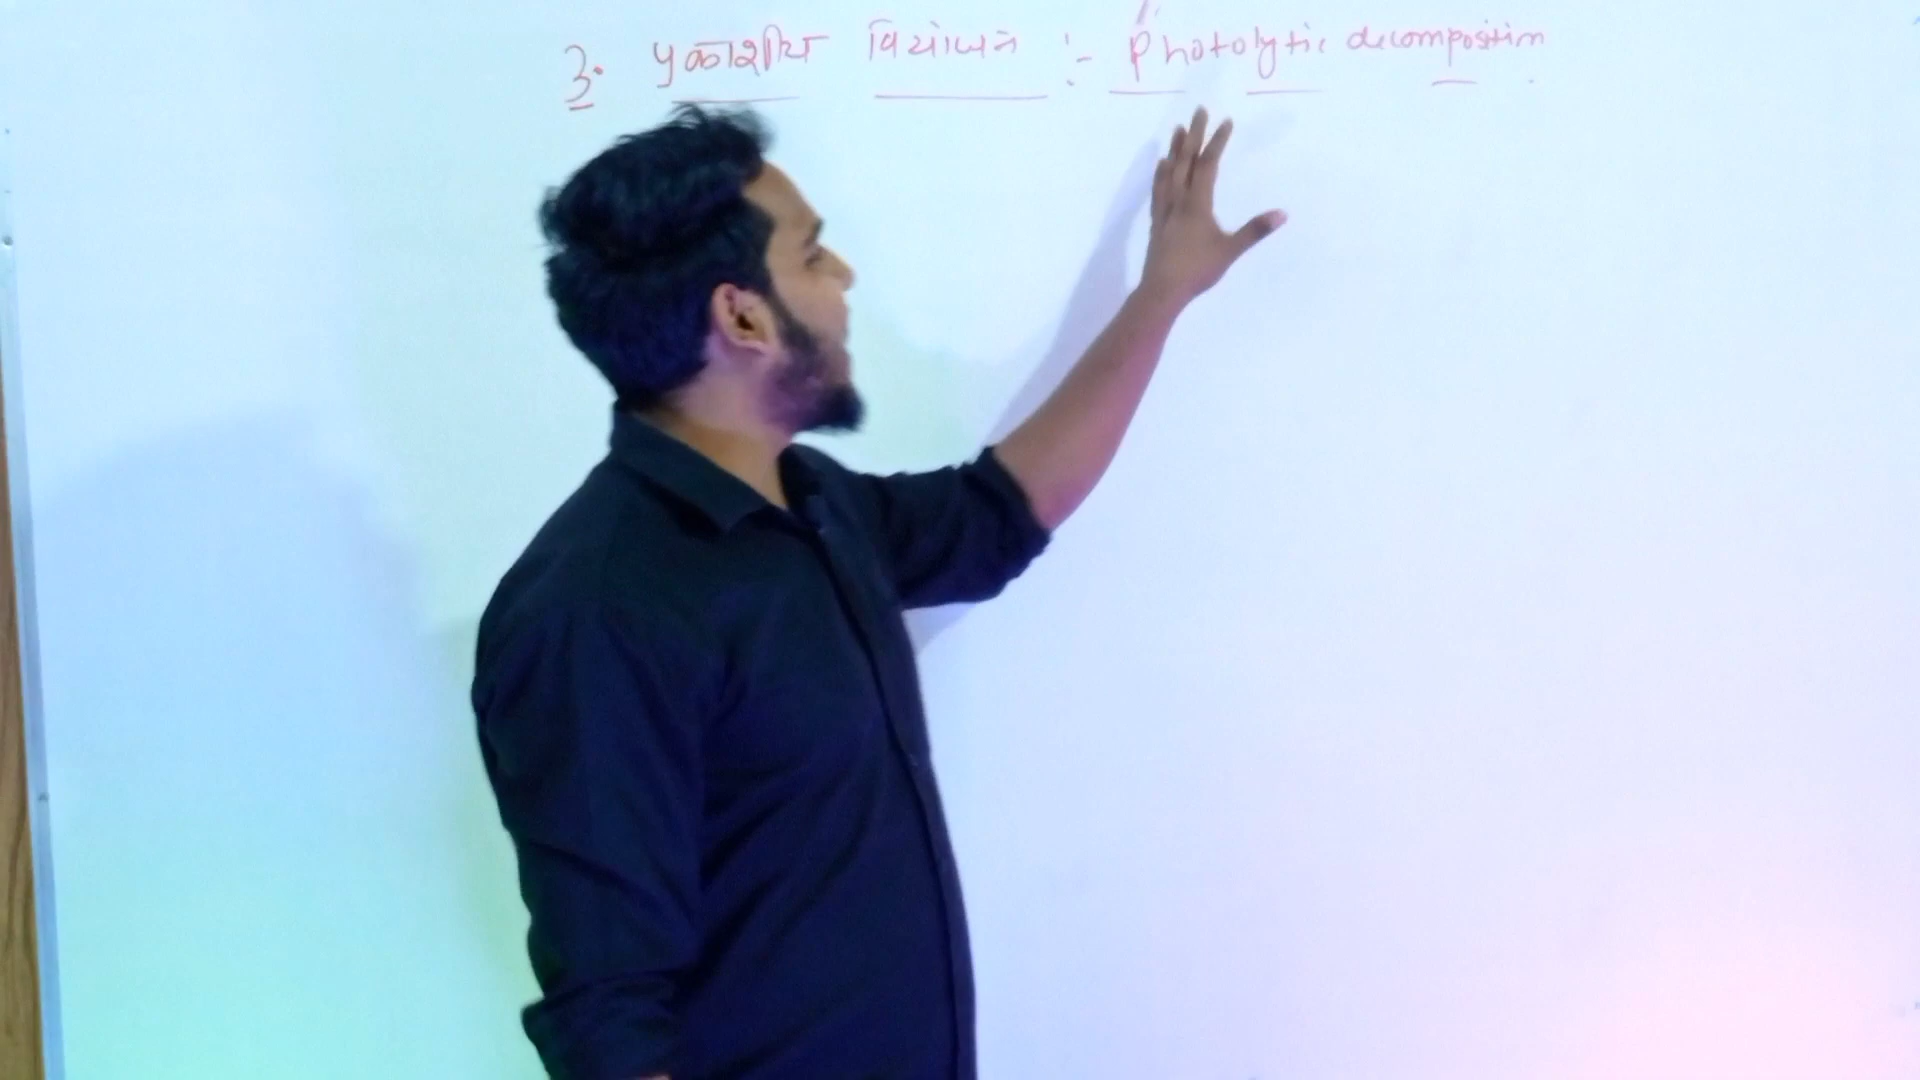 3. प्रकाशीय वियोजन :- Photolytic decomposition